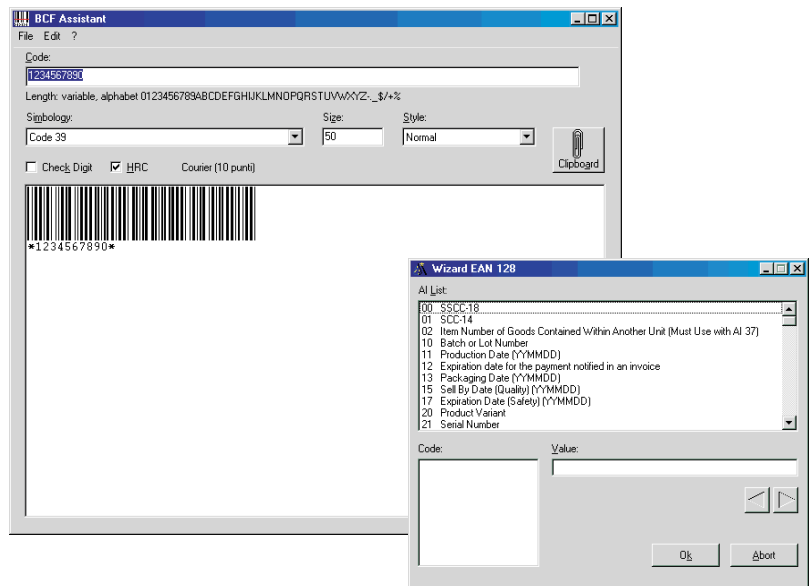 BCF Assistant
File Edit ?
Code:
1234567890
Length: variable, alphabet 0123456789ABCDEFGHIJKLMNOPQRSTUVWXYZ-._$/+%
Simbology: Size: Style:
Code 39 50 Normal
Clipboard
Check Digit HRC Courier (10 punti)
*1234567890*
Wizard EAN 128
AI List:
00 SSCC-18
01 SCC-14
02 Item Number of Goods Contained Within Another Unit (Must Use with AI 37)
10 Batch or Lot Number
11 Production Date (YYMMDD)
12 Expiration date for the payment notified in an invoice
13 Packaging Date (YYMMDD)
15 Sell By Date (Quality) (YYMMDD)
17 Expiration Date (Safety) (YYMMDD)
20 Product Variant
21 Serial Number
Code: Value:
Ok Abort